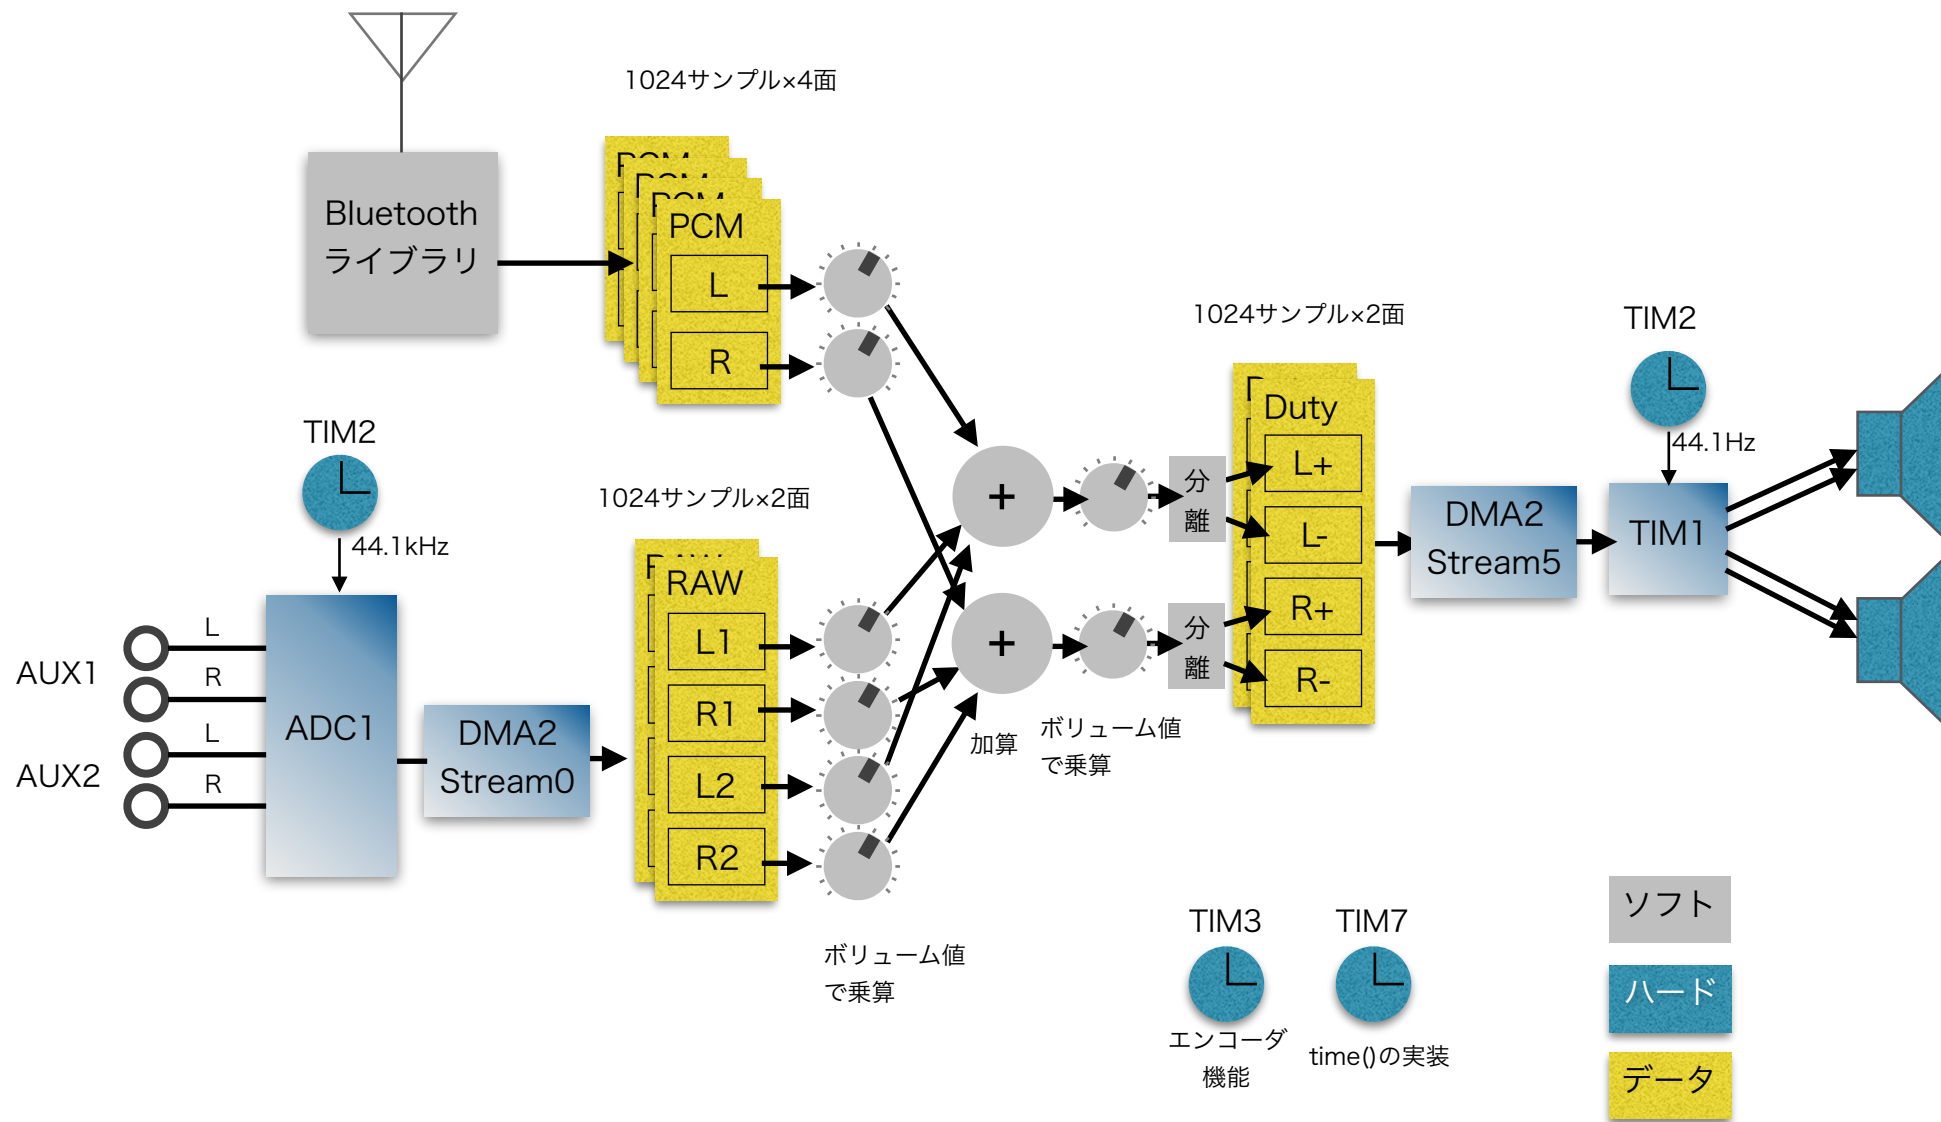 1024サンプル×4面
Bluetooth
ライブラリ
PCM
PCM
PCM
PCM
L
R
1024サンプル×2面
TIM2
44.1Hz
TIM2
44.1kHz
1024サンプル×2面
Duty
L+
L-
R+
R-
分
離
分
離
DMA2
Stream5
TIM1
+
+
RAW
L1
R1
L2
R2
AUX1
L
R
AUX2
L
R
ADC1
DMA2
Stream0
加算
ボリューム値
で乗算
ボリューム値
で乗算
TIM3
エンコーダ
機能
TIM7
time()の実装
ソフト
ハード
データ